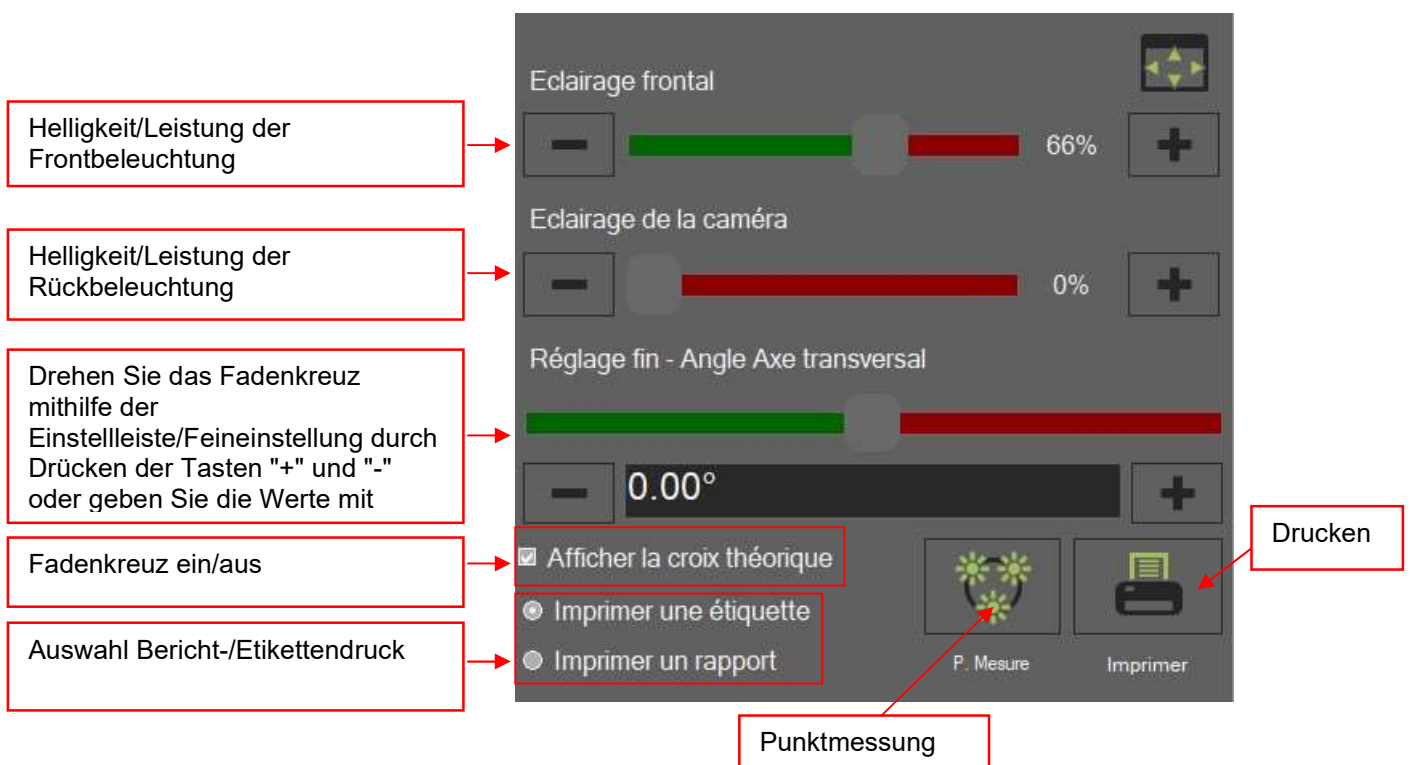 Helligkeit/Leistung der
Frontbeleuchtung
Helligkeit/Leistung der
Rückbeleuchtung
Drehen Sie das Fadenkreuz
mithilfe der
Einstellleiste/Feineinstellung durch
Drücken der Tasten "+" und "-"
oder geben Sie die Werte mit
Fadenkreuz ein/aus
Auswahl Bericht-/Etikettendruck
Eclairage frontal
66%
Eclairage de la caméra
0%
Réglage fin - Angle Axe transversal
0.00°
Afficher la croix théorique
Imprimer une étiquette
Imprimer un rapport
P. Mesure
Imprimer
Drucken
Punktmessung